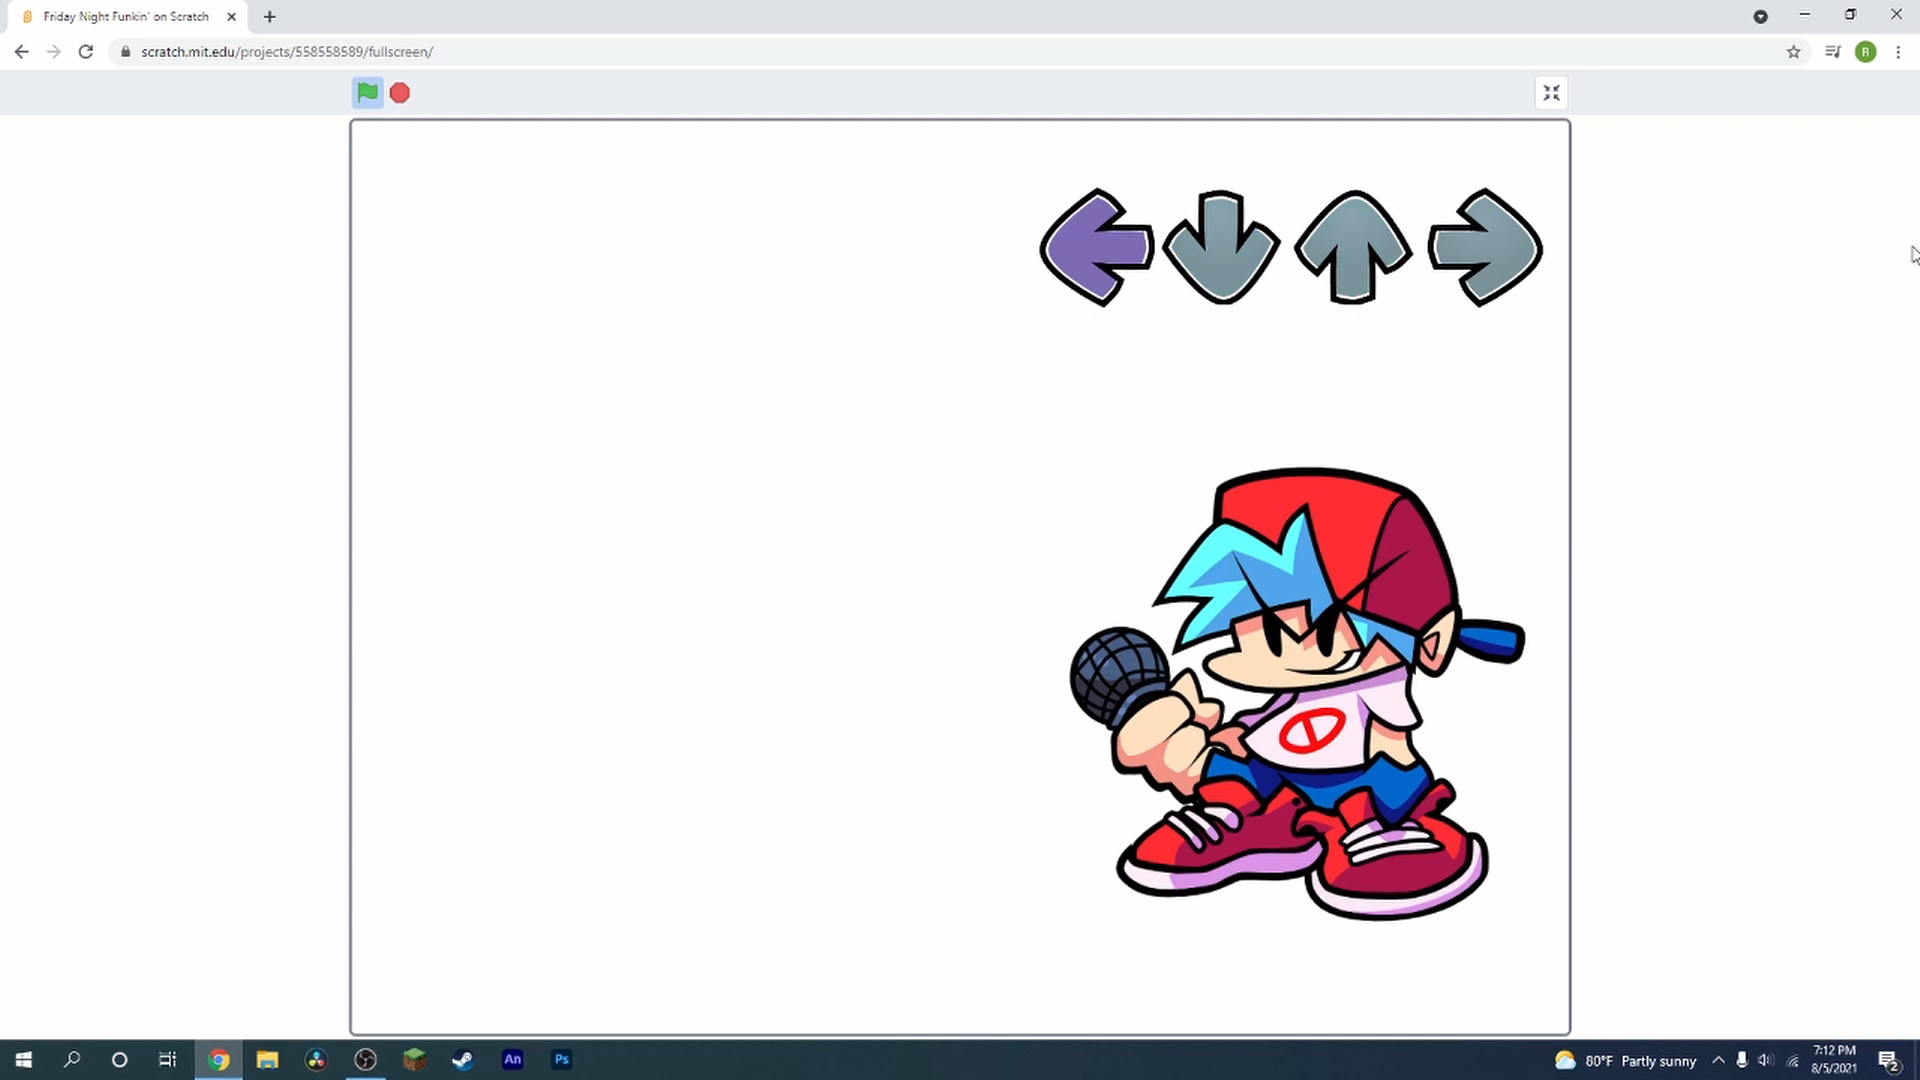 Friday Night Funkin' on Scratch
scratch.mit.edu/projects/558558589/fullscreen/
R
An
Ps
80°F Partly sunny
7:12 PM
8/5/2021
2